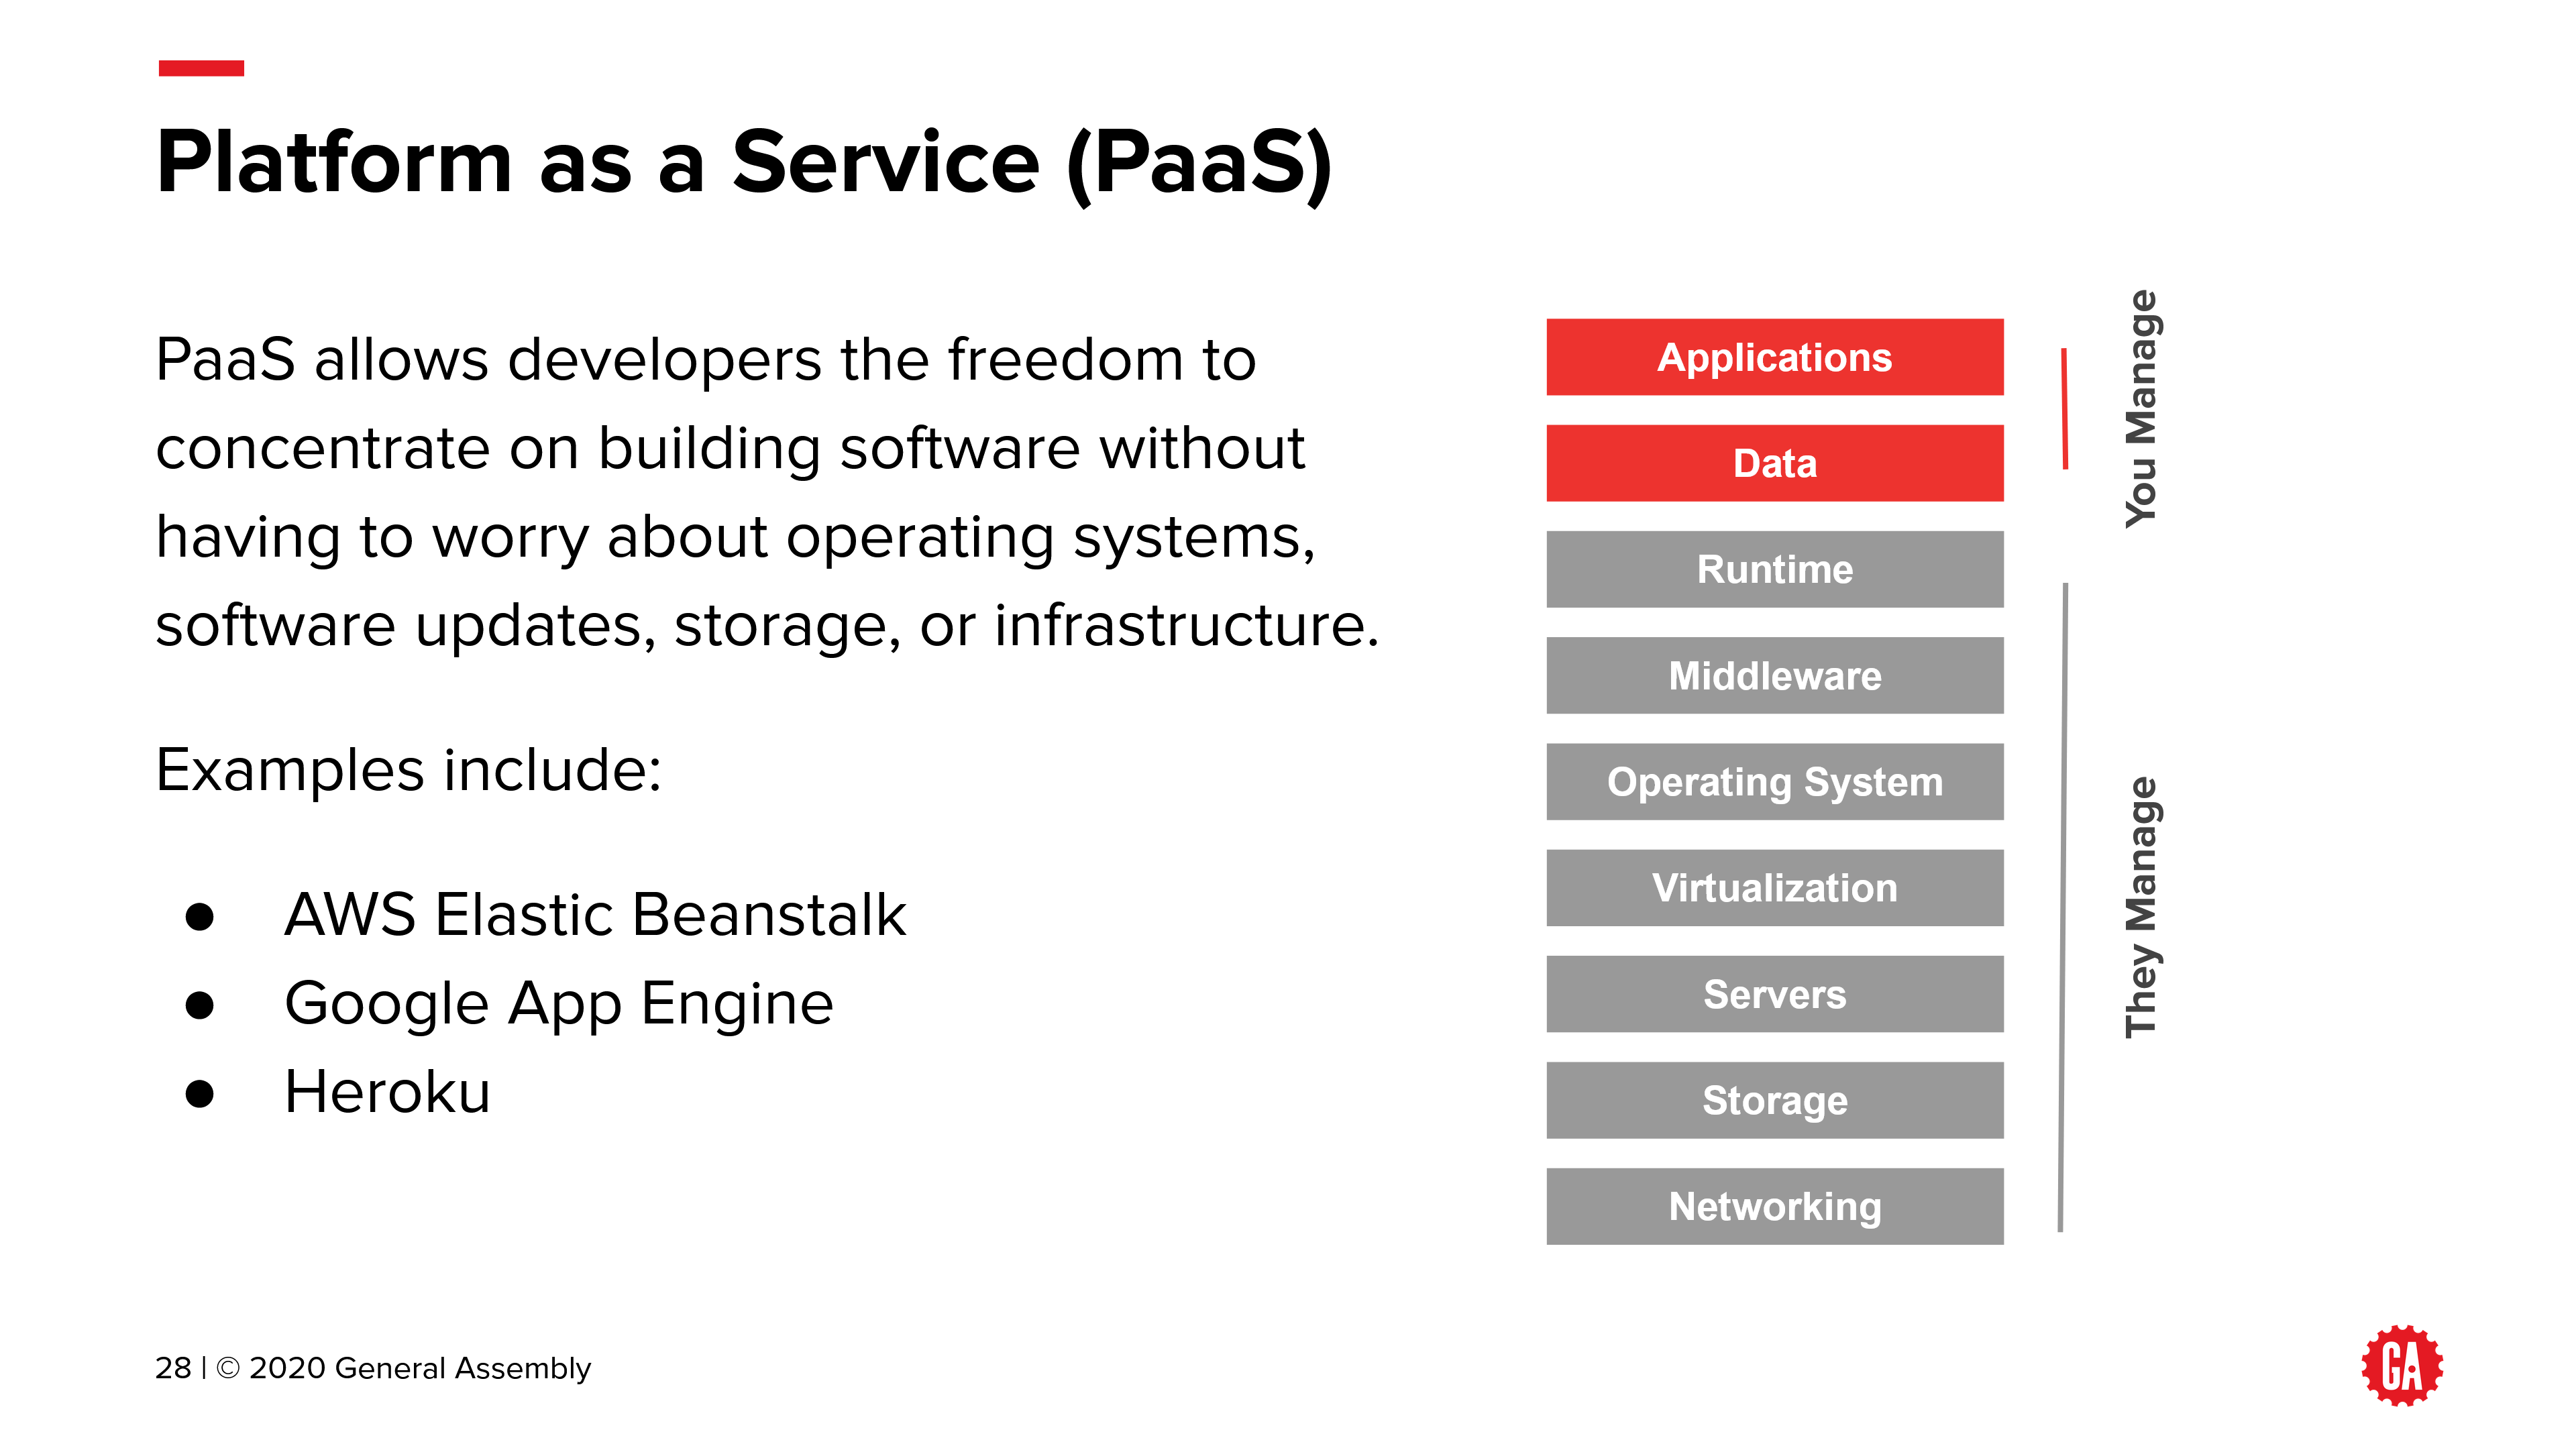 Platform as a Service (PaaS)
PaaS allows developers the freedom to
concentrate on building software without
having to worry about operating systems,
software updates, storage, or infrastructure.
Examples include:
● AWS Elastic Beanstalk
● Google App Engine
● Heroku
Applications
Data
Runtime
Middleware
Operating System
Virtualization
Servers
Storage
Networking
You Manage
They Manage
28 | © 2020 General Assembly
GA